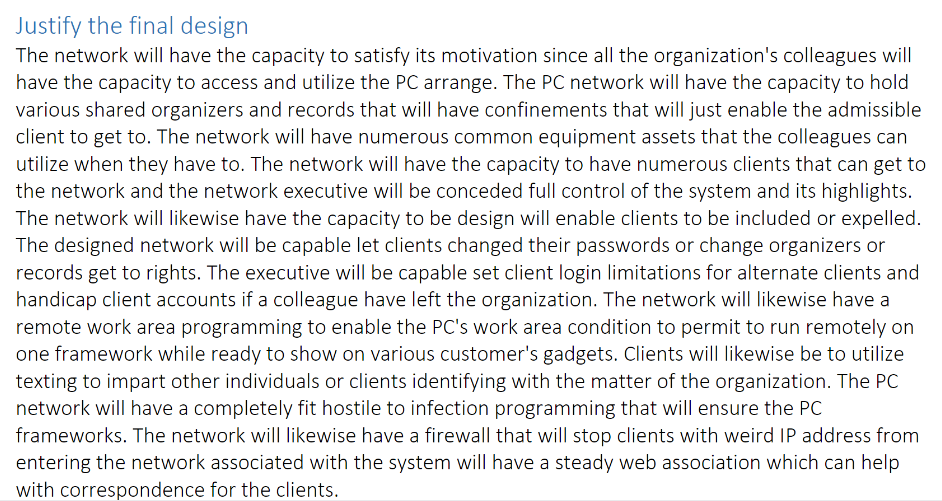 Justify the final design
The network will have the capacity to satisfy its motivation since all the organization's colleagues will
have the capacity to access and utilize the PC arrange. The PC network will have the capacity to hold
various shared organizers and records that will have confinements that will just enable the admissible
client to get to. The network will have numerous common equipment assets that the colleagues can
utilize when they have to. The network will have the capacity to have numerous clients that can get to
the network and the network executive will be conceded full control of the system and its highlights.
The network will likewise have the capacity to be design will enable clients to be included or expelled.
The designed network will be capable let clients changed their passwords or change organizers or
records get to rights. The executive will be capable set client login limitations for alternate clients and
handicap client accounts if a colleague have left the organization. The network will likewise have a
remote work area programming to enable the PC's work area condition to permit to run remotely on
one framework while ready to show on various customer's gadgets. Clients will likewise be to utilize
texting to impart other individuals or clients identifying with the matter of the organization. The PC
network will have a completely fit hostile to infection programming that will ensure the PC
frameworks. The network will likewise have a firewall that will stop clients with weird IP address from
entering the network associated with the system will have a steady web association which can help
with correspondence for the clients.